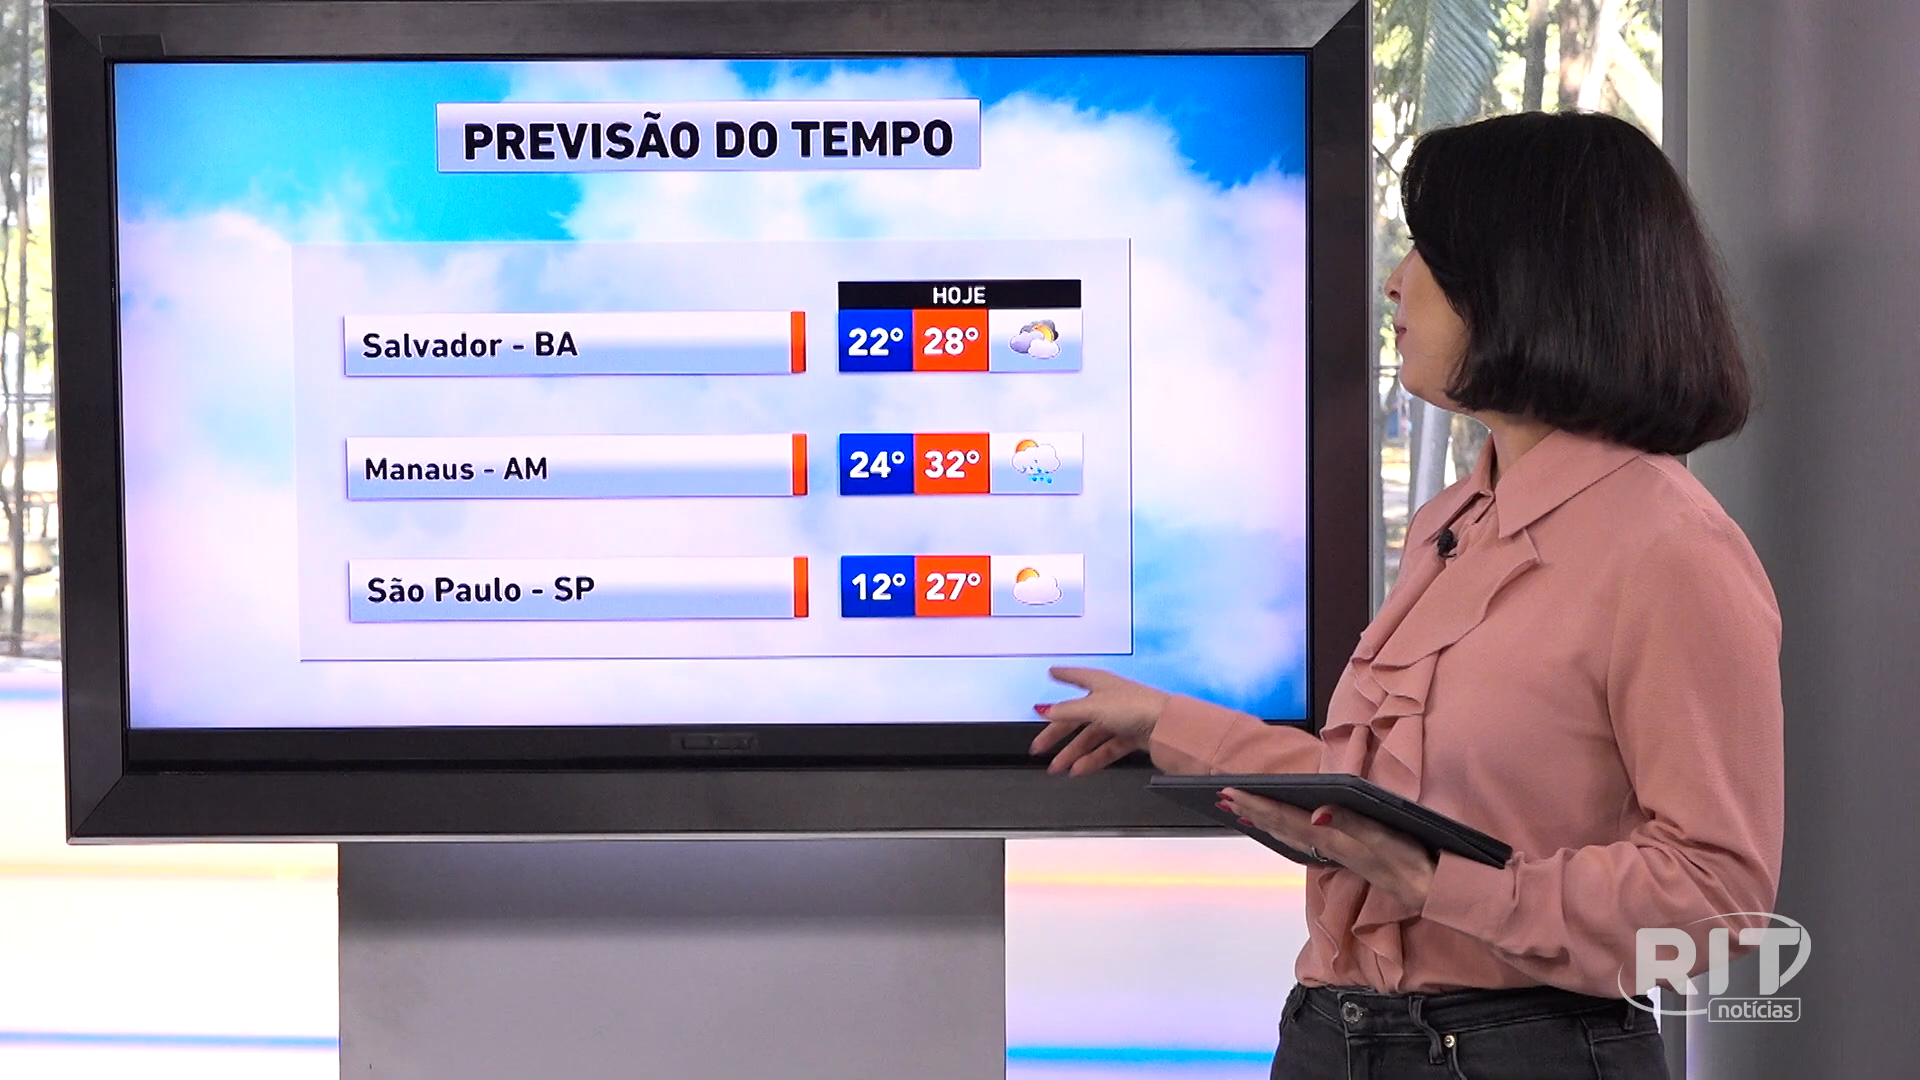 PREVISÃO DO TEMPO
HOJE
Salvador - BA 22° 28°
Manaus - AM 24° 32°
São Paulo - SP 12° 27°
RIT
notícias